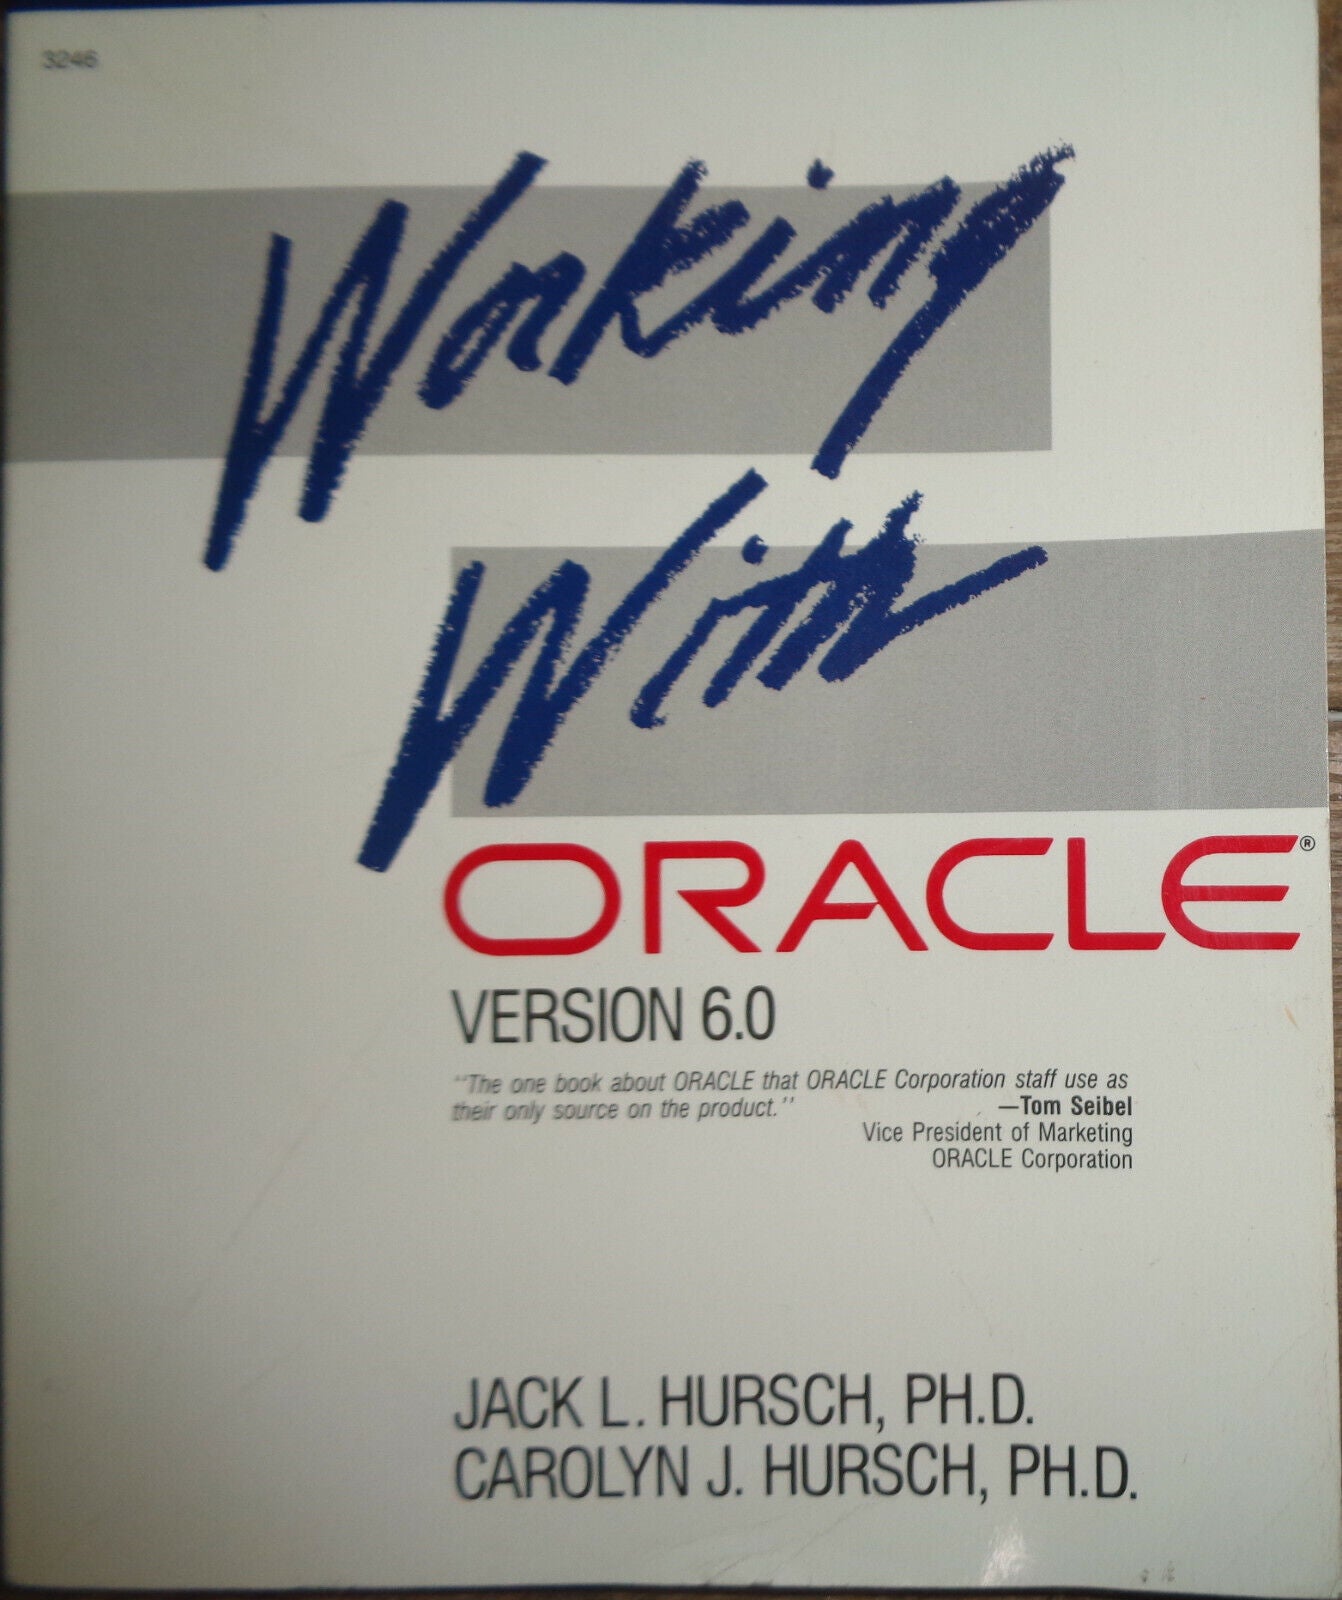 3246
Working
With
ORACLE®
VERSION 6.0
"The one book about ORACLE that ORACLE Corporation staff use as
their only source on the product."
—Tom Seibel
Vice President of Marketing
ORACLE Corporation
JACK L. HURSCH, PH.D.
CAROLYN J. HURSCH, PH.D.